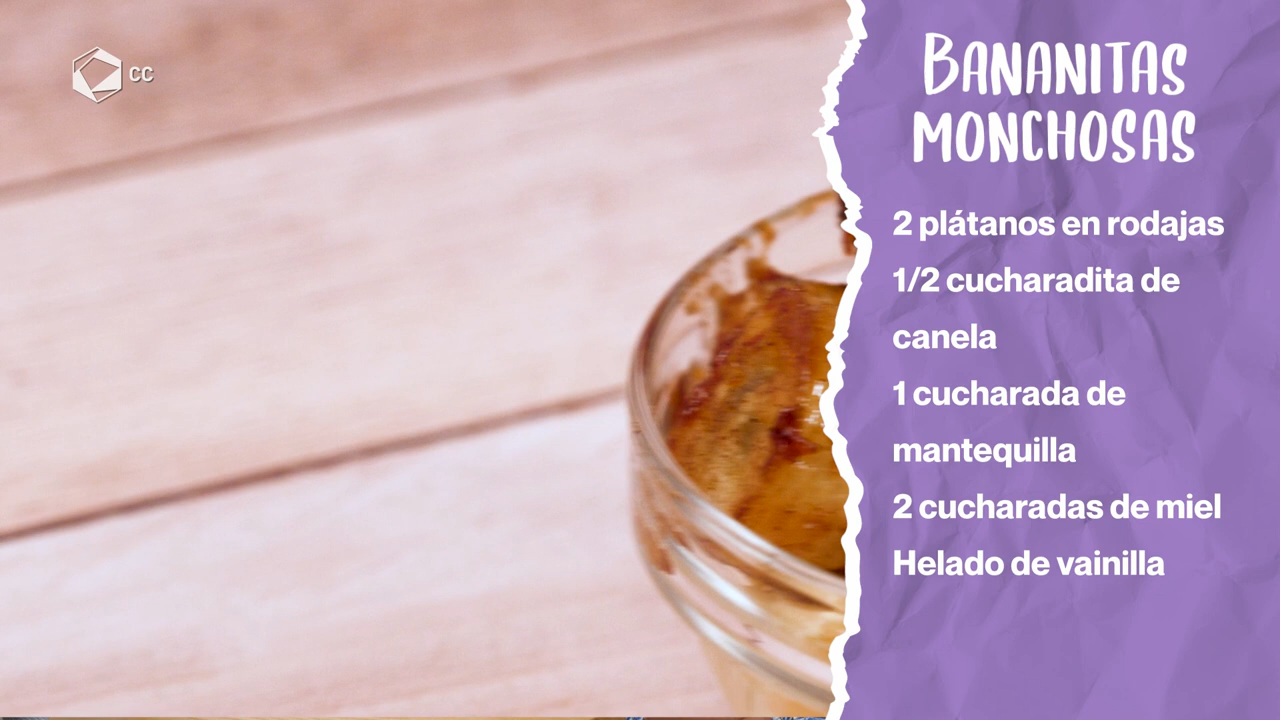 CC
BANANITAS
MONCHOSAS
2 plátanos en rodajas
1/2 cucharadita de
canela
1 cucharada de
mantequilla
2 cucharadas de miel
Helado de vainilla